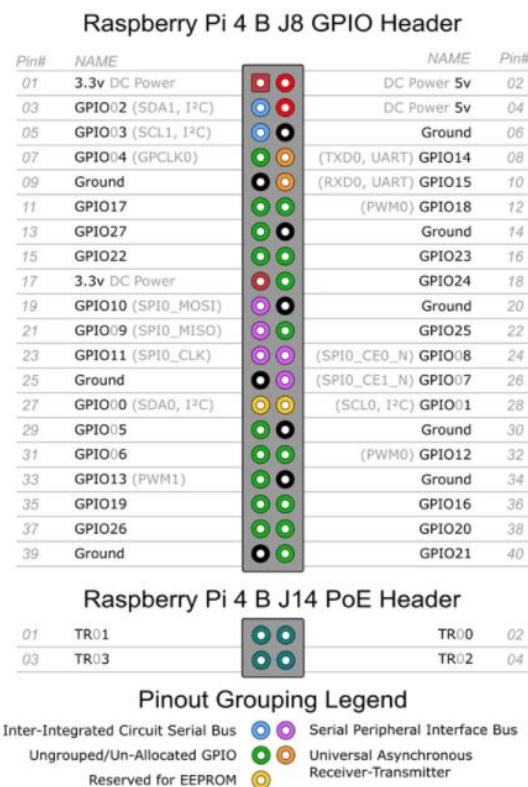 Raspberry Pi 4 B J8 GPIO Header
Pin# NAME NAME Pin#
01 3.3v DC Power DC Power 5v 02
03 GPIO02 (SDA1, I²C) DC Power 5v 04
05 GPIO03 (SCL1, I²C) Ground 06
07 GPIO04 (GPCLK0) (TXD0, UART) GPIO14 08
09 Ground (RXD0, UART) GPIO15 10
11 GPIO17 (PWM0) GPIO18 12
13 GPIO27 Ground 14
15 GPIO22 GPIO23 16
17 3.3v DC Power GPIO24 18
19 GPIO10 (SPI0_MOSI) Ground 20
21 GPIO09 (SPI0_MISO) GPIO25 22
23 GPIO11 (SPI0_CLK) (SPI0_CE0_N) GPIO08 24
25 Ground (SPI0_CE1_N) GPIO07 26
27 GPIO00 (SDA0, I²C) (SCL0, I²C) GPIO01 28
29 GPIO05 Ground 30
31 GPIO06 (PWM0) GPIO12 32
33 GPIO13 (PWM1) Ground 34
35 GPIO19 GPIO16 36
37 GPIO26 GPIO20 38
39 Ground GPIO21 40
Raspberry Pi 4 B J14 PoE Header
01 TR01 TR00 02
03 TR03 TR02 04
Pinout Grouping Legend
Inter-Integrated Circuit Serial Bus Serial Peripheral Interface Bus
Ungrouped/Un-Allocated GPIO Universal Asynchronous
Receiver-Transmitter
Reserved for EEPROM